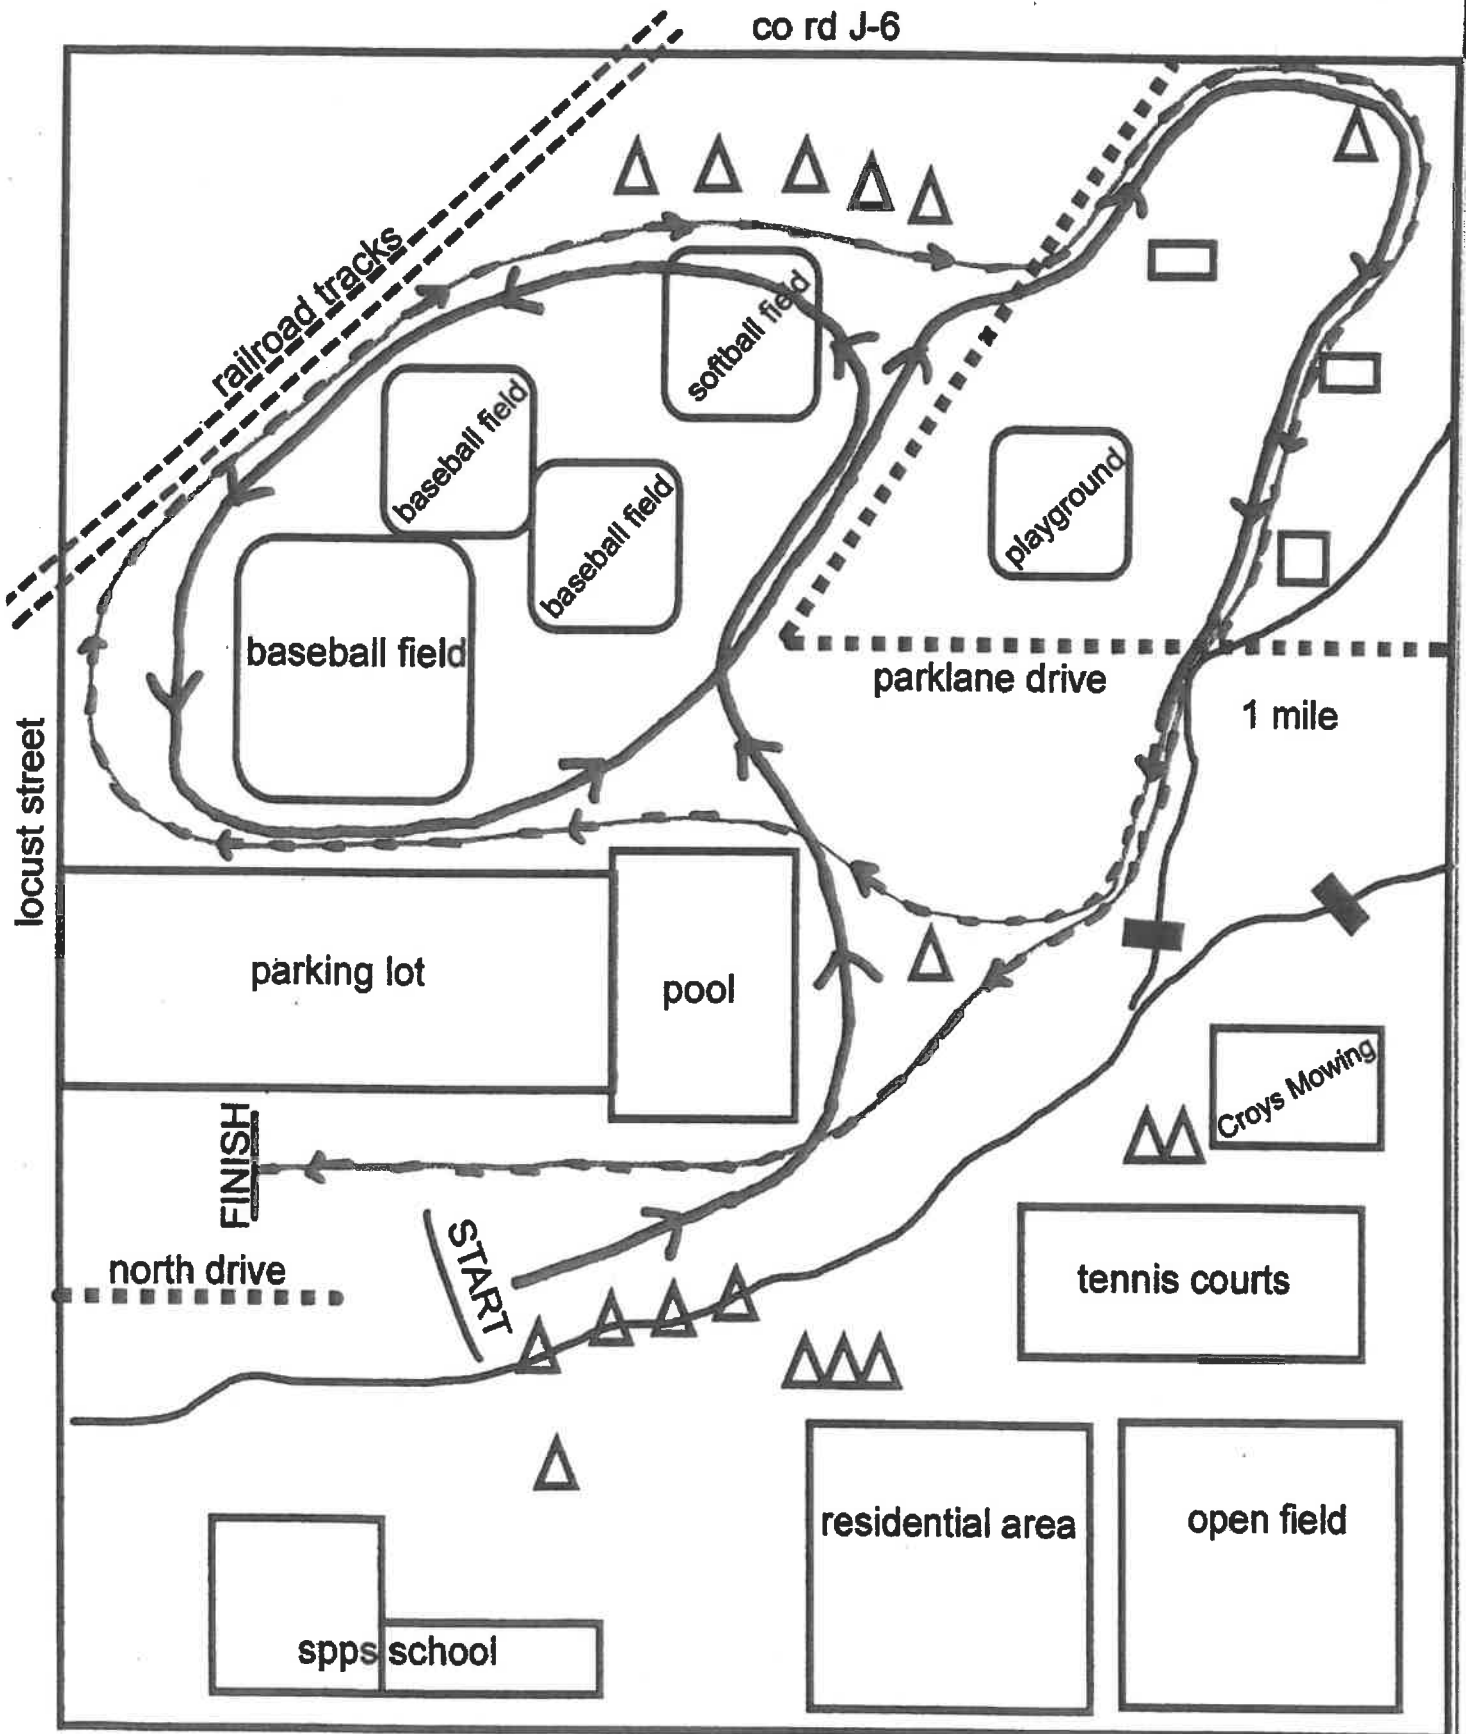 co rd J-6
railroad tracks
softball field
baseball field
baseball field
playground
baseball field
parklane drive
1 mile
locust street
parking lot
pool
Croys Mowing
FINISH
START
north drive
tennis courts
residential area
open field
spps school